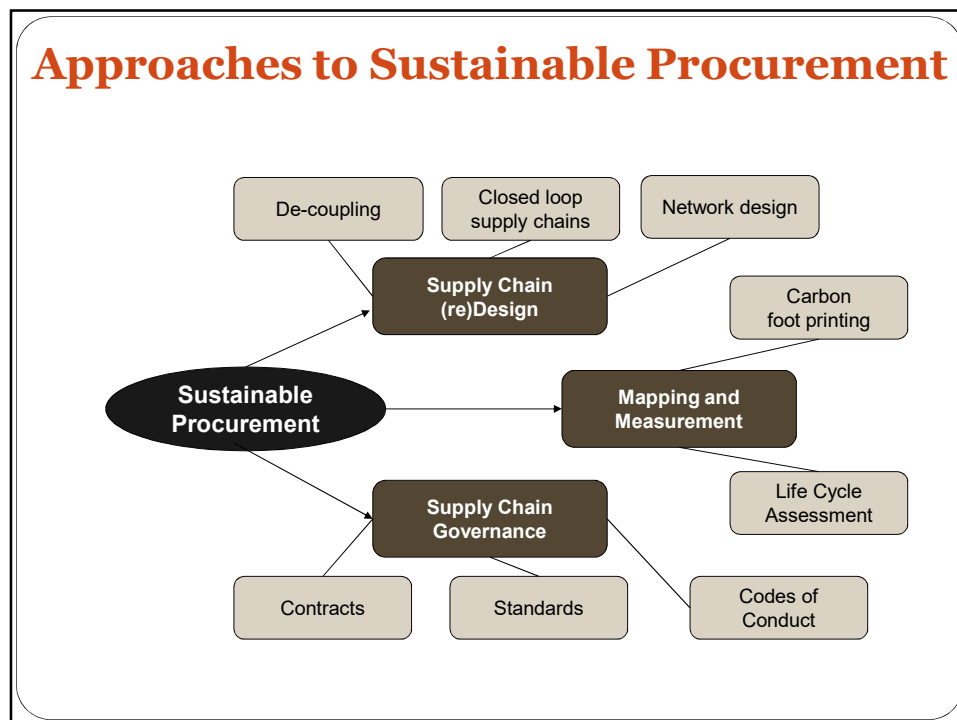 Approaches to Sustainable Procurement
De-coupling
Closed loop
supply chains
Network design
Supply Chain
(re)Design
Carbon
foot printing
Sustainable
Procurement
Mapping and
Measurement
Supply Chain
Governance
Life Cycle
Assessment
Contracts
Standards
Codes of
Conduct